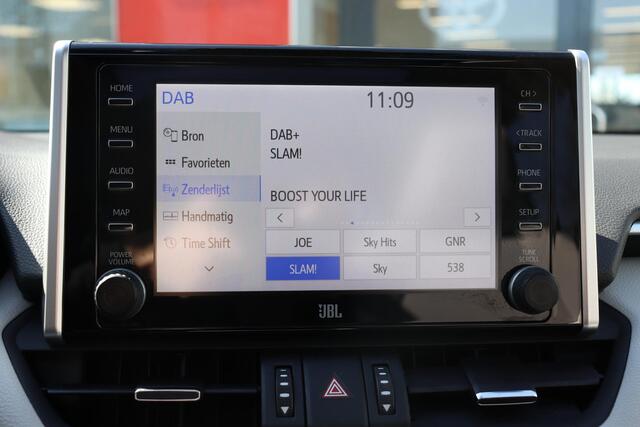 HOME
MENU
AUDIO
MAP
POWER
VOLUME
DAB
11:09
Bron
Favorieten
Zenderlijst
Handmatig
Time Shift
DAB+
SLAM!
BOOST YOUR LIFE
JOE
Sky Hits
GNR
SLAM!
Sky
538
CH >
< TRACK
PHONE
SETUP
TUNE
SCROLL
JBL